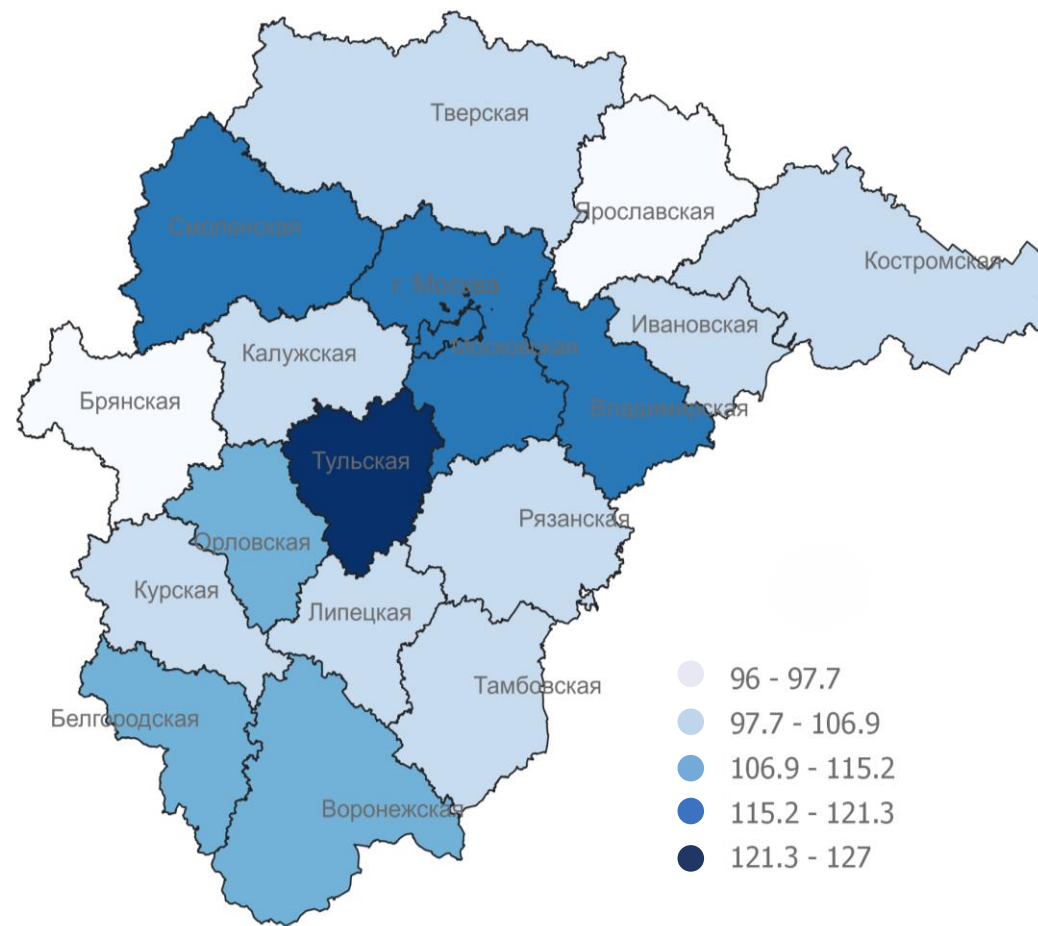 Тверская
Ярославская
Смоленская
Костромская
г. Москва
Ивановская
Московская
Калужская
Брянская
Владимирская
Тульская
Рязанская
Орловская
Курская
Липецкая
Тамбовская
Белгородская
Воронежская
96 - 97.7
97.7 - 106.9
106.9 - 115.2
115.2 - 121.3
121.3 - 127